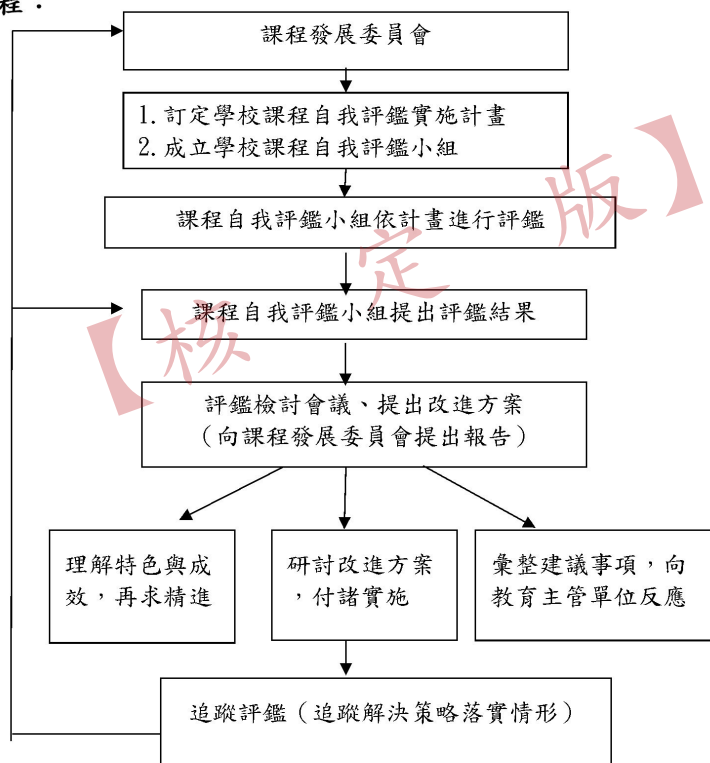 程：
課程發展委員會
1.訂定學校課程自我評鑑實施計畫
2.成立學校課程自我評鑑小組
課程自我評鑑小組依計畫進行評鑑
課程自我評鑑小組提出評鑑結果
評鑑檢討會議、提出改進方案
（向課程發展委員會提出報告）
理解特色與成
效，再求精進
研討改進方案
，付諸實施
彙整建議事項，向
教育主管單位反應
追蹤評鑑（追蹤解決策略落實情形）
【核定版】